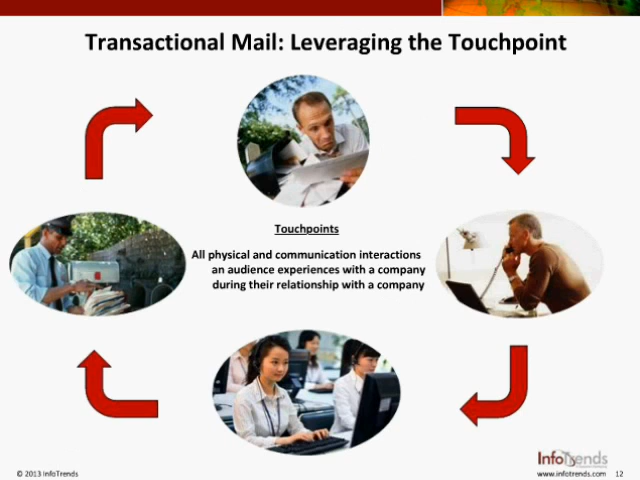 Transactional Mail: Leveraging the Touchpoint
Touchpoints
All physical and communication interactions
an audience experiences with a company
during their relationship with a company
InfoTrends
© 2013 InfoTrends
www.infotrends.com 12